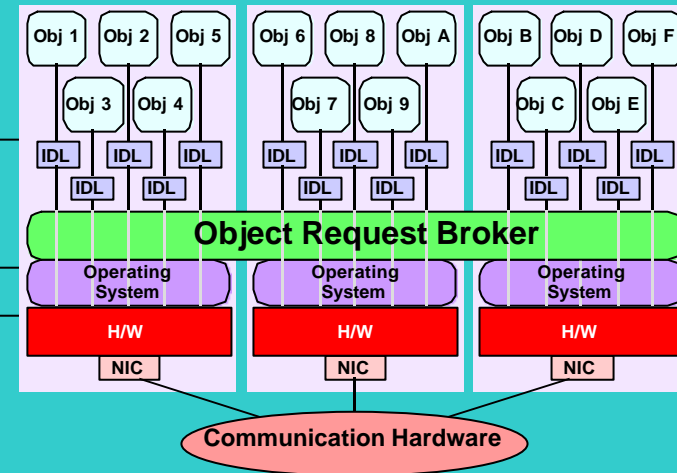 Obj 1 Obj 2 Obj 5 Obj 6 Obj 8 Obj A Obj B Obj D Obj F
Obj 3 Obj 4 Obj 7 Obj 9 Obj C Obj E
IDL IDL IDL IDL IDL IDL IDL IDL IDL
IDL IDL IDL IDL IDL IDL
Object Request Broker
Operating Operating Operating
System System System
H/W H/W H/W
NIC NIC NIC
Communication Hardware